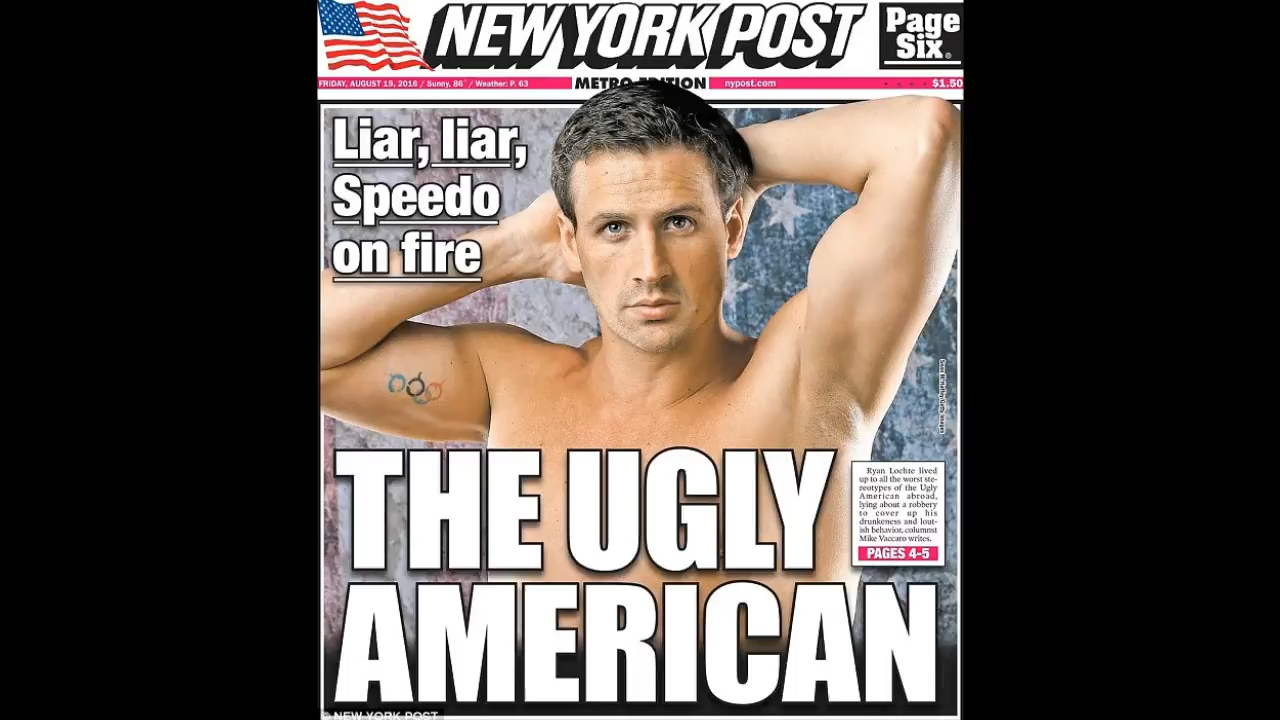 NEW YORK POST
Page
Six®
FRIDAY, AUGUST 19, 2016 / Sunny, 86° / Weather: P. 63
METRO EDITION
nypost.com
$1.50
Liar, liar,
Speedo
on fire
THE UGLY
AMERICAN
Ryan Lochte lived
up to all the worst ste-
reotypes of the Ugly
American abroad,
lying about a robbery
to cover up his
drunkeness and lout-
ish behavior, columnst
Mike Vaccaro writes.
PAGES 4-5
© NEW YORK POST